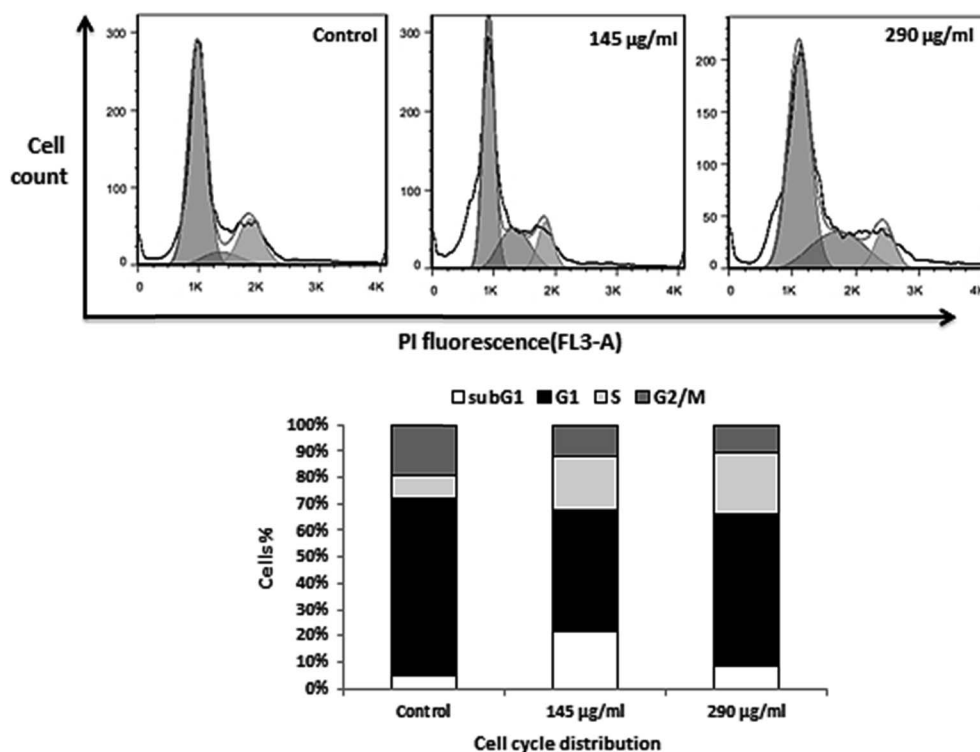 Control
145 µg/ml
290 µg/ml
Cell
count
300
200
100
0
300
200
100
0
200
150
100
50
0
0 1K 2K 3K 4K
0 1K 2K 3K 4K
0 1K 2K 3K 4K
PI fluorescence(FL3-A)
subG1 G1 S G2/M
100%
90%
80%
70%
60%
50%
40%
30%
20%
10%
0%
Cells%
Control 145 µg/ml 290 µg/ml
Cell cycle distribution